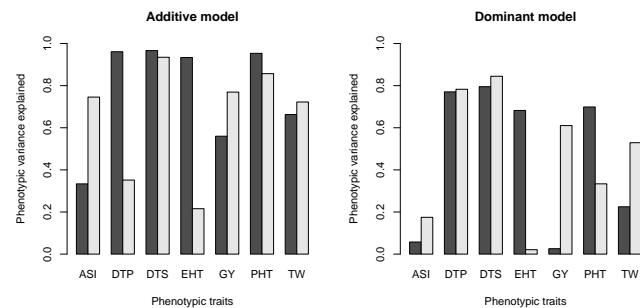 Additive model
Phenotypic variance explained
0.0 0.2 0.4 0.6 0.8 1.0
ASI DTP DTS EHT GY PHT TW
Phenotypic traits
Dominant model
Phenotypic variance explained
0.0 0.2 0.4 0.6 0.8 1.0
ASI DTP DTS EHT GY PHT TW
Phenotypic traits